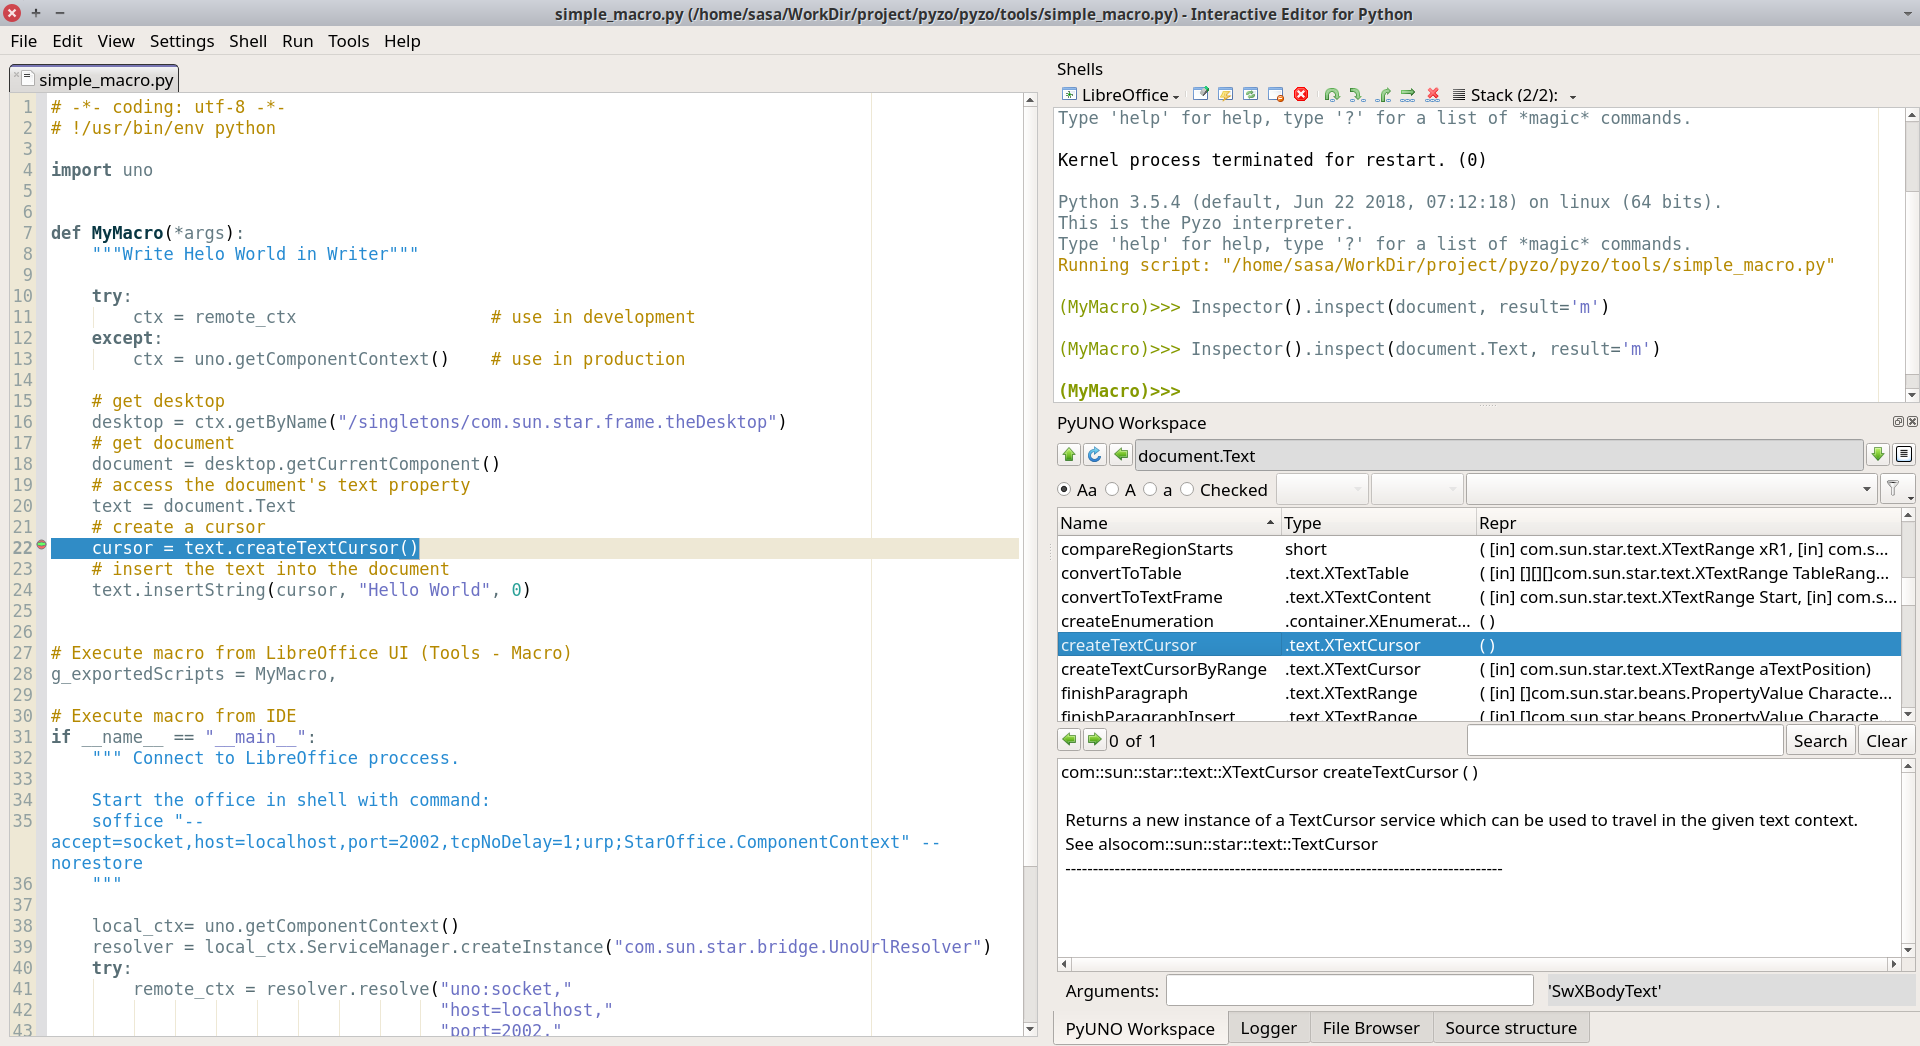 simple_macro.py (/home/sasa/WorkDir/project/pyzo/pyzo/tools/simple_macro.py) - Interactive Editor for Python
File Edit View Settings Shell Run Tools Help
simple_macro.py
1 # -*- coding: utf-8 -*-
2 # !/usr/bin/env python
3
4 import uno
5
6
7 def MyMacro(*args):
8     """Write Helo World in Writer"""
9
10     try:
11         ctx = remote_ctx                   # use in development
12     except:
13         ctx = uno.getComponentContext()    # use in production
14
15     # get desktop
16     desktop = ctx.getByName("/singletons/com.sun.star.frame.theDesktop")
17     # get document
18     document = desktop.getCurrentComponent()
19     # access the document's text property
20     text = document.Text
21     # create a cursor
22     cursor = text.createTextCursor()
23     # insert the text into the document
24     text.insertString(cursor, "Hello World", 0)
25
26
27 # Execute macro from LibreOffice UI (Tools - Macro)
28 g_exportedScripts = MyMacro,
29
30 # Execute macro from IDE
31 if __name__ == "__main__":
32     """ Connect to LibreOffice proccess.
33
34     Start the office in shell with command:
35     soffice "--
accept=socket,host=localhost,port=2002,tcpNoDelay=1;urp;StarOffice.ComponentContext" --
norestore
36     """
37
38     local_ctx= uno.getComponentContext()
39     resolver = local_ctx.ServiceManager.createInstance("com.sun.star.bridge.UnoUrlResolver")
40     try:
41         remote_ctx = resolver.resolve("uno:socket,"
42                                       "host=localhost,"
43                                       "port=2002,"
Shells
LibreOffice Stack (2/2):
Type 'help' for help, type '?' for a list of *magic* commands.
Kernel process terminated for restart. (0)
Python 3.5.4 (default, Jun 22 2018, 07:12:18) on linux (64 bits).
This is the Pyzo interpreter.
Type 'help' for help, type '?' for a list of *magic* commands.
Running script: "/home/sasa/WorkDir/project/pyzo/pyzo/tools/simple_macro.py"
(MyMacro)>>> Inspector().inspect(document, result='m')
(MyMacro)>>> Inspector().inspect(document.Text, result='m')
(MyMacro)>>>
PyUNO Workspace
document.Text
Aa A a Checked
Name Type Repr
compareRegionStarts short ( [in] com.sun.star.text.XTextRange xR1, [in] com.s...
convertToTable .text.XTextTable ( [in] [][][]com.sun.star.text.XTextRange TableRang...
convertToTextFrame .text.XTextContent ( [in] com.sun.star.text.XTextRange Start, [in] com.s...
createEnumeration .container.XEnumerat... ( )
createTextCursor .text.XTextCursor ( )
createTextCursorByRange .text.XTextCursor ( [in] com.sun.star.text.XTextRange aTextPosition)
finishParagraph .text.XTextRange ( [in] []com.sun.star.beans.PropertyValue Characte...
finishParagraphInsert .text.XTextRange ( [in] []com.sun.star.beans.PropertyValue Characte...
0 of 1 Search Clear
com::sun::star::text::XTextCursor createTextCursor ( )
Returns a new instance of a TextCursor service which can be used to travel in the given text context.
See alsocom::sun::star::text::TextCursor
--------------------------------------------------------------------------------
Arguments: 'SwXBodyText'
PyUNO Workspace Logger File Browser Source structure